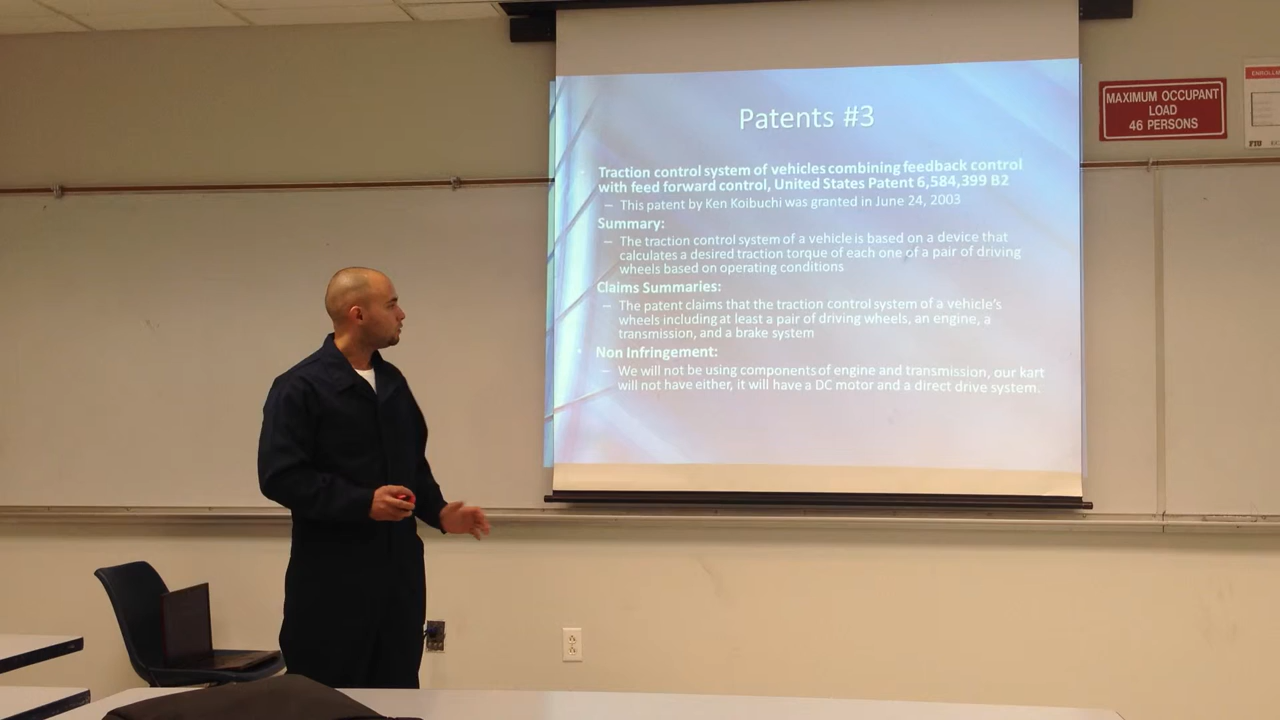 Patents #3
Traction control system of vehicles combining feedback control
with feed forward control, United States Patent 6,584,399 B2
– This patent by Ken Koibuchi was granted in June 24, 2003
Summary:
– The traction control system of a vehicle is based on a device that
calculates a desired traction torque of each one of a pair of driving
wheels based on operating conditions
Claims Summaries:
– The patent claims that the traction control system of a vehicle's
wheels including at least a pair of driving wheels, an engine, a
transmission, and a brake system
• Non Infringement:
– We will not be using components of engine and transmission, our kart
will not have either, it will have a DC motor and a direct drive system.
MAXIMUM OCCUPANT
LOAD
46 PERSONS